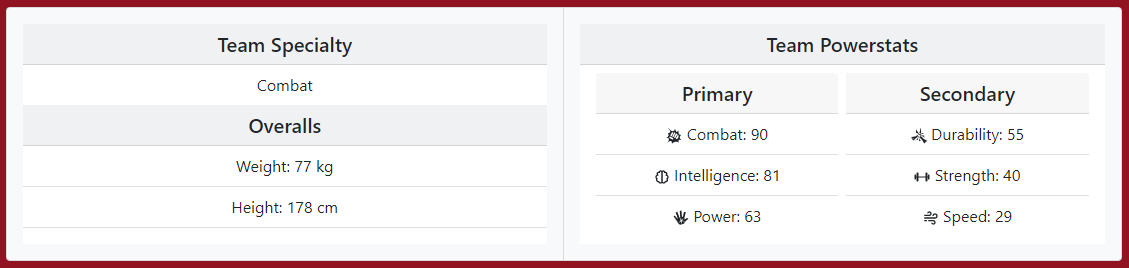 Team Specialty
Combat
Overalls
Weight: 77 kg
Height: 178 cm
Team Powerstats
Primary
Combat: 90
Intelligence: 81
Power: 63
Secondary
Durability: 55
Strength: 40
Speed: 29